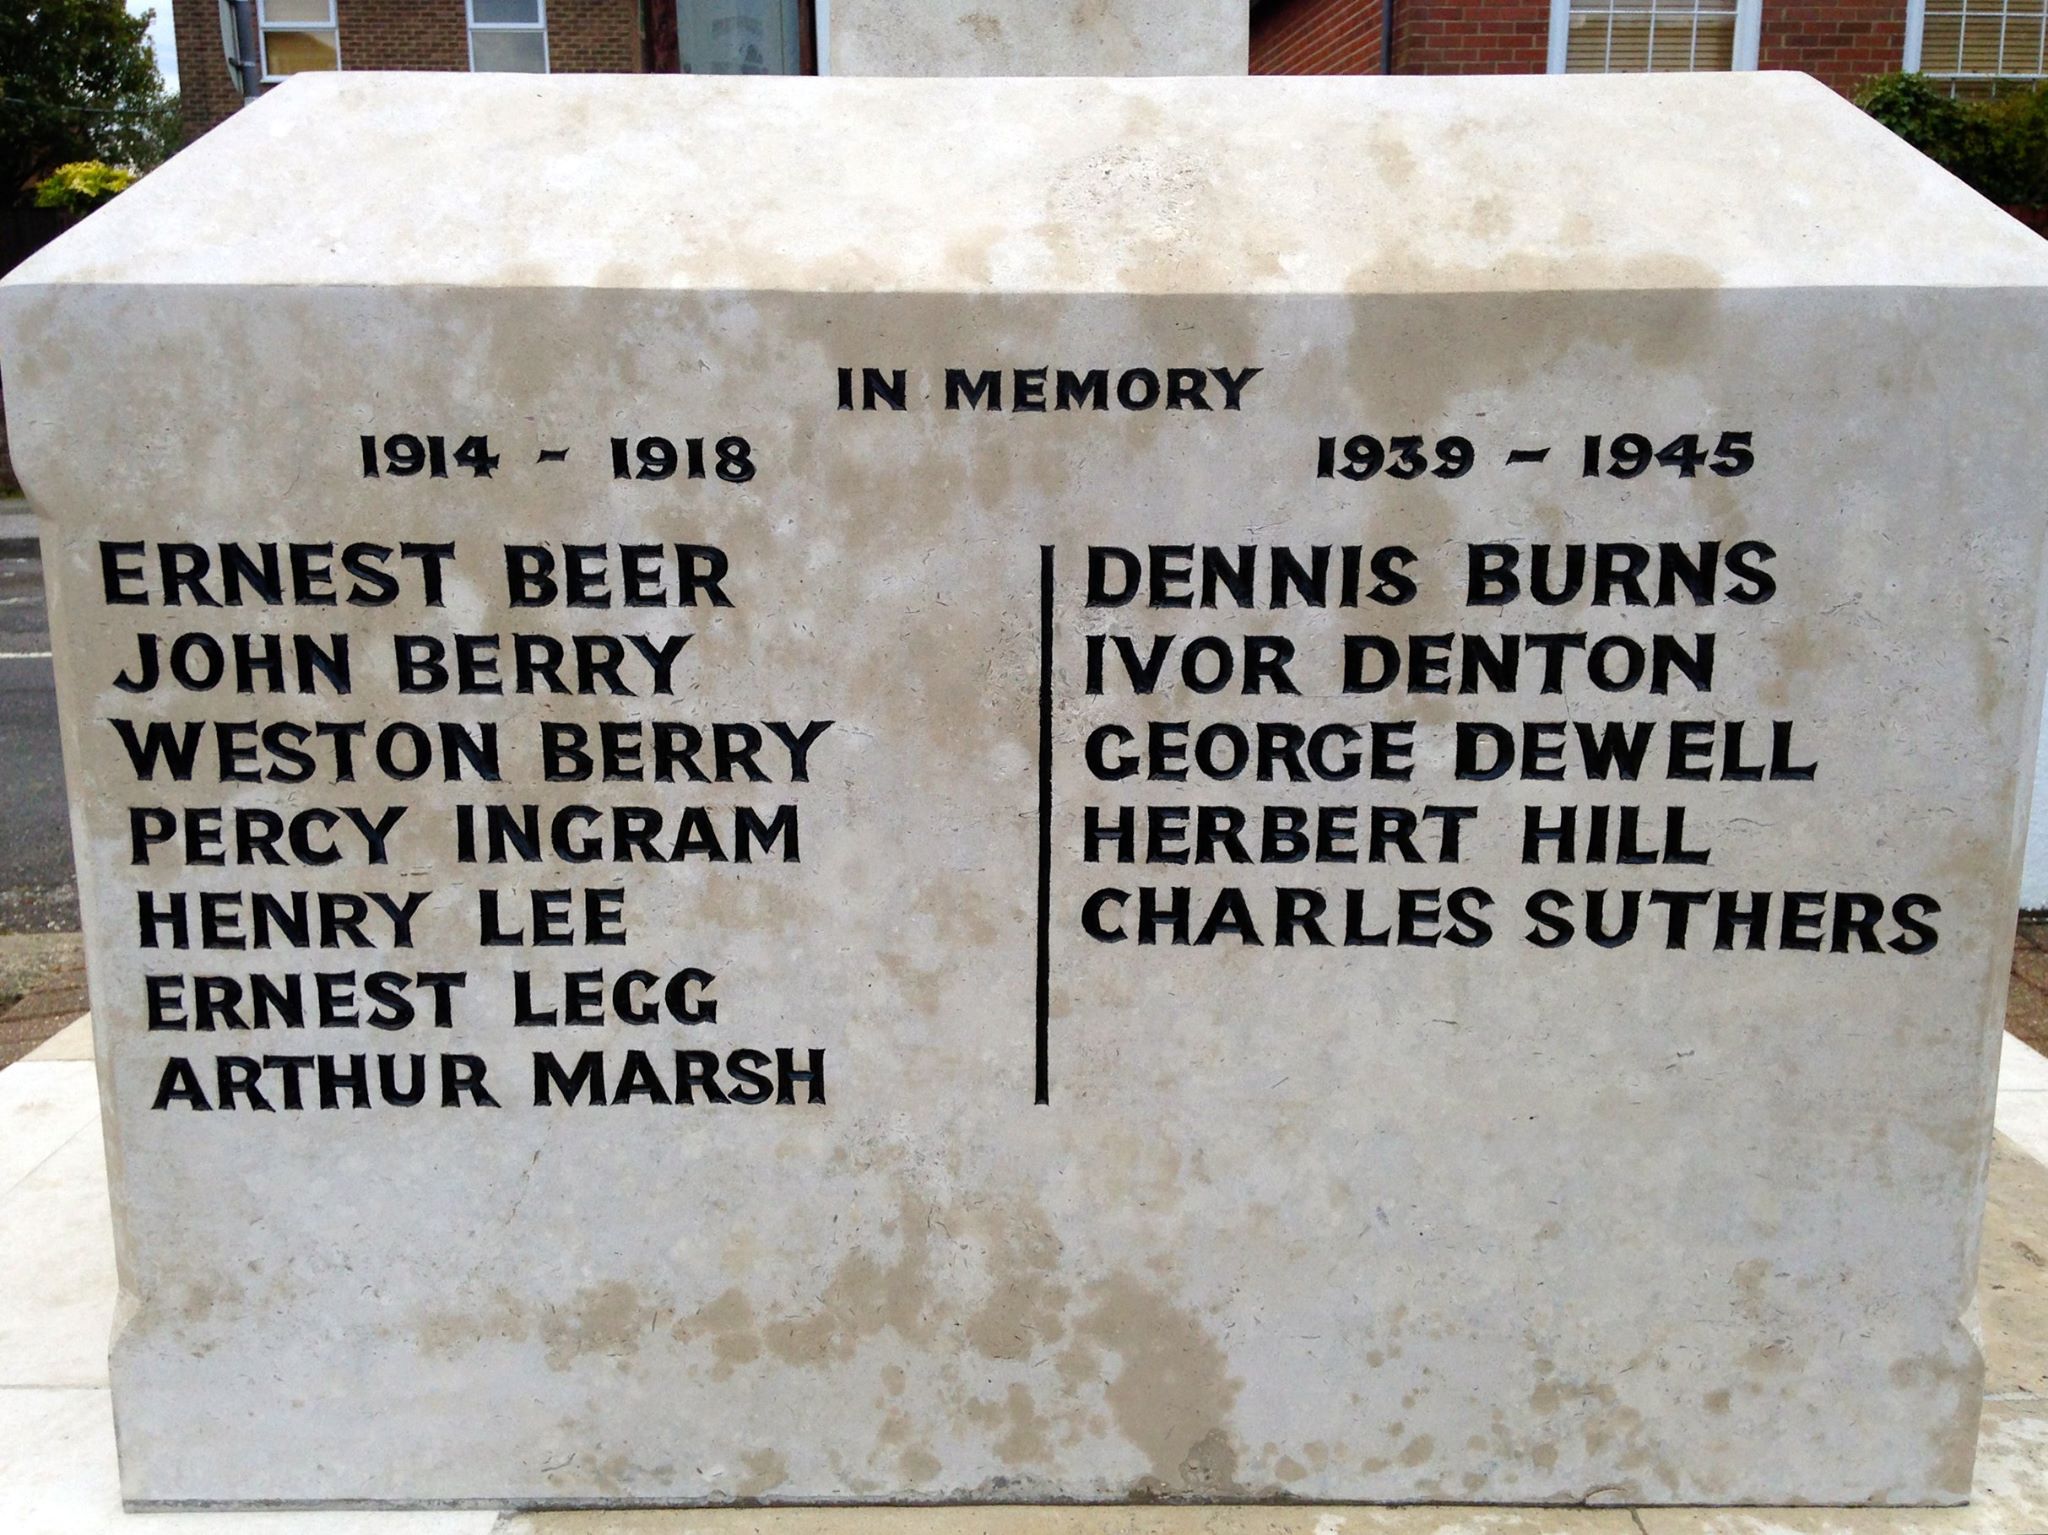 IN MEMORY
1914 - 1918
ERNEST BEER
JOHN BERRY
WESTON BERRY
PERCY INGRAM
HENRY LEE
ERNEST LEGG
ARTHUR MARSH
1939 - 1945
DENNIS BURNS
IVOR DENTON
GEORGE DEWELL
HERBERT HILL
CHARLES SUTHERS